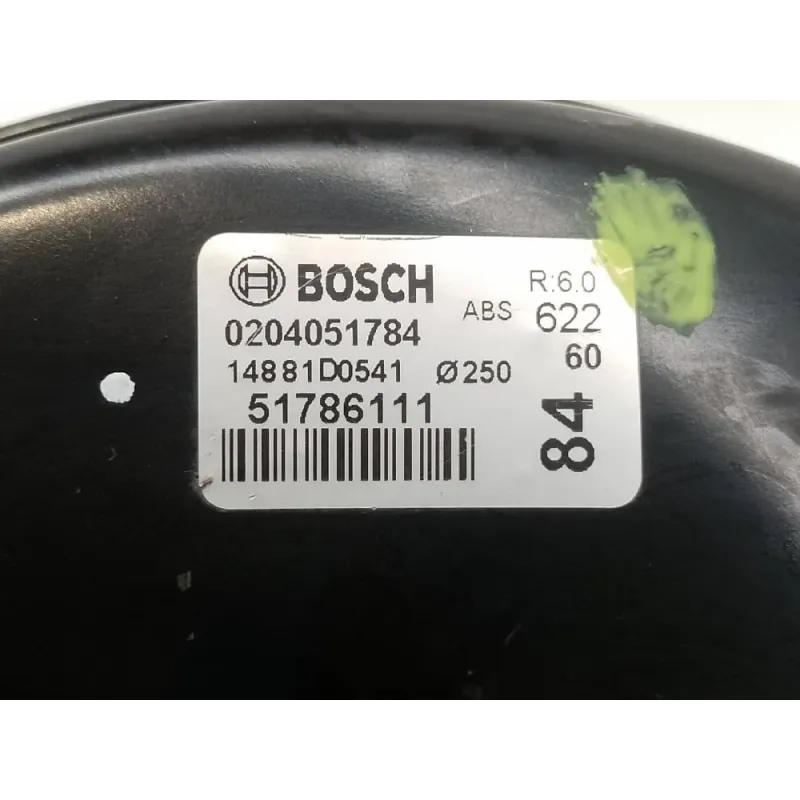 BOSCH
R:6.0
0204051784
ABS 622
14881D0541 Ø250
60
51786111
84